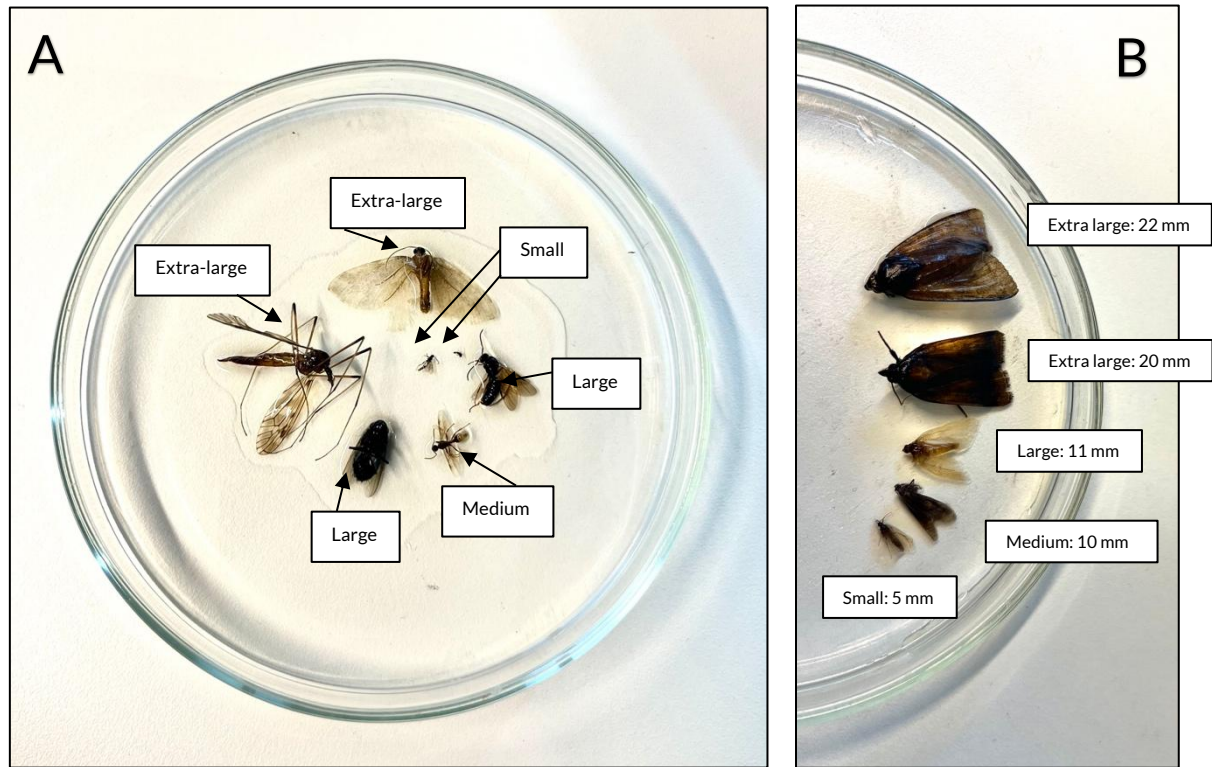 A
Extra-large
Extra-large
Small
Large
Medium
Large
B
Extra large: 22 mm
Extra large: 20 mm
Large: 11 mm
Medium: 10 mm
Small: 5 mm